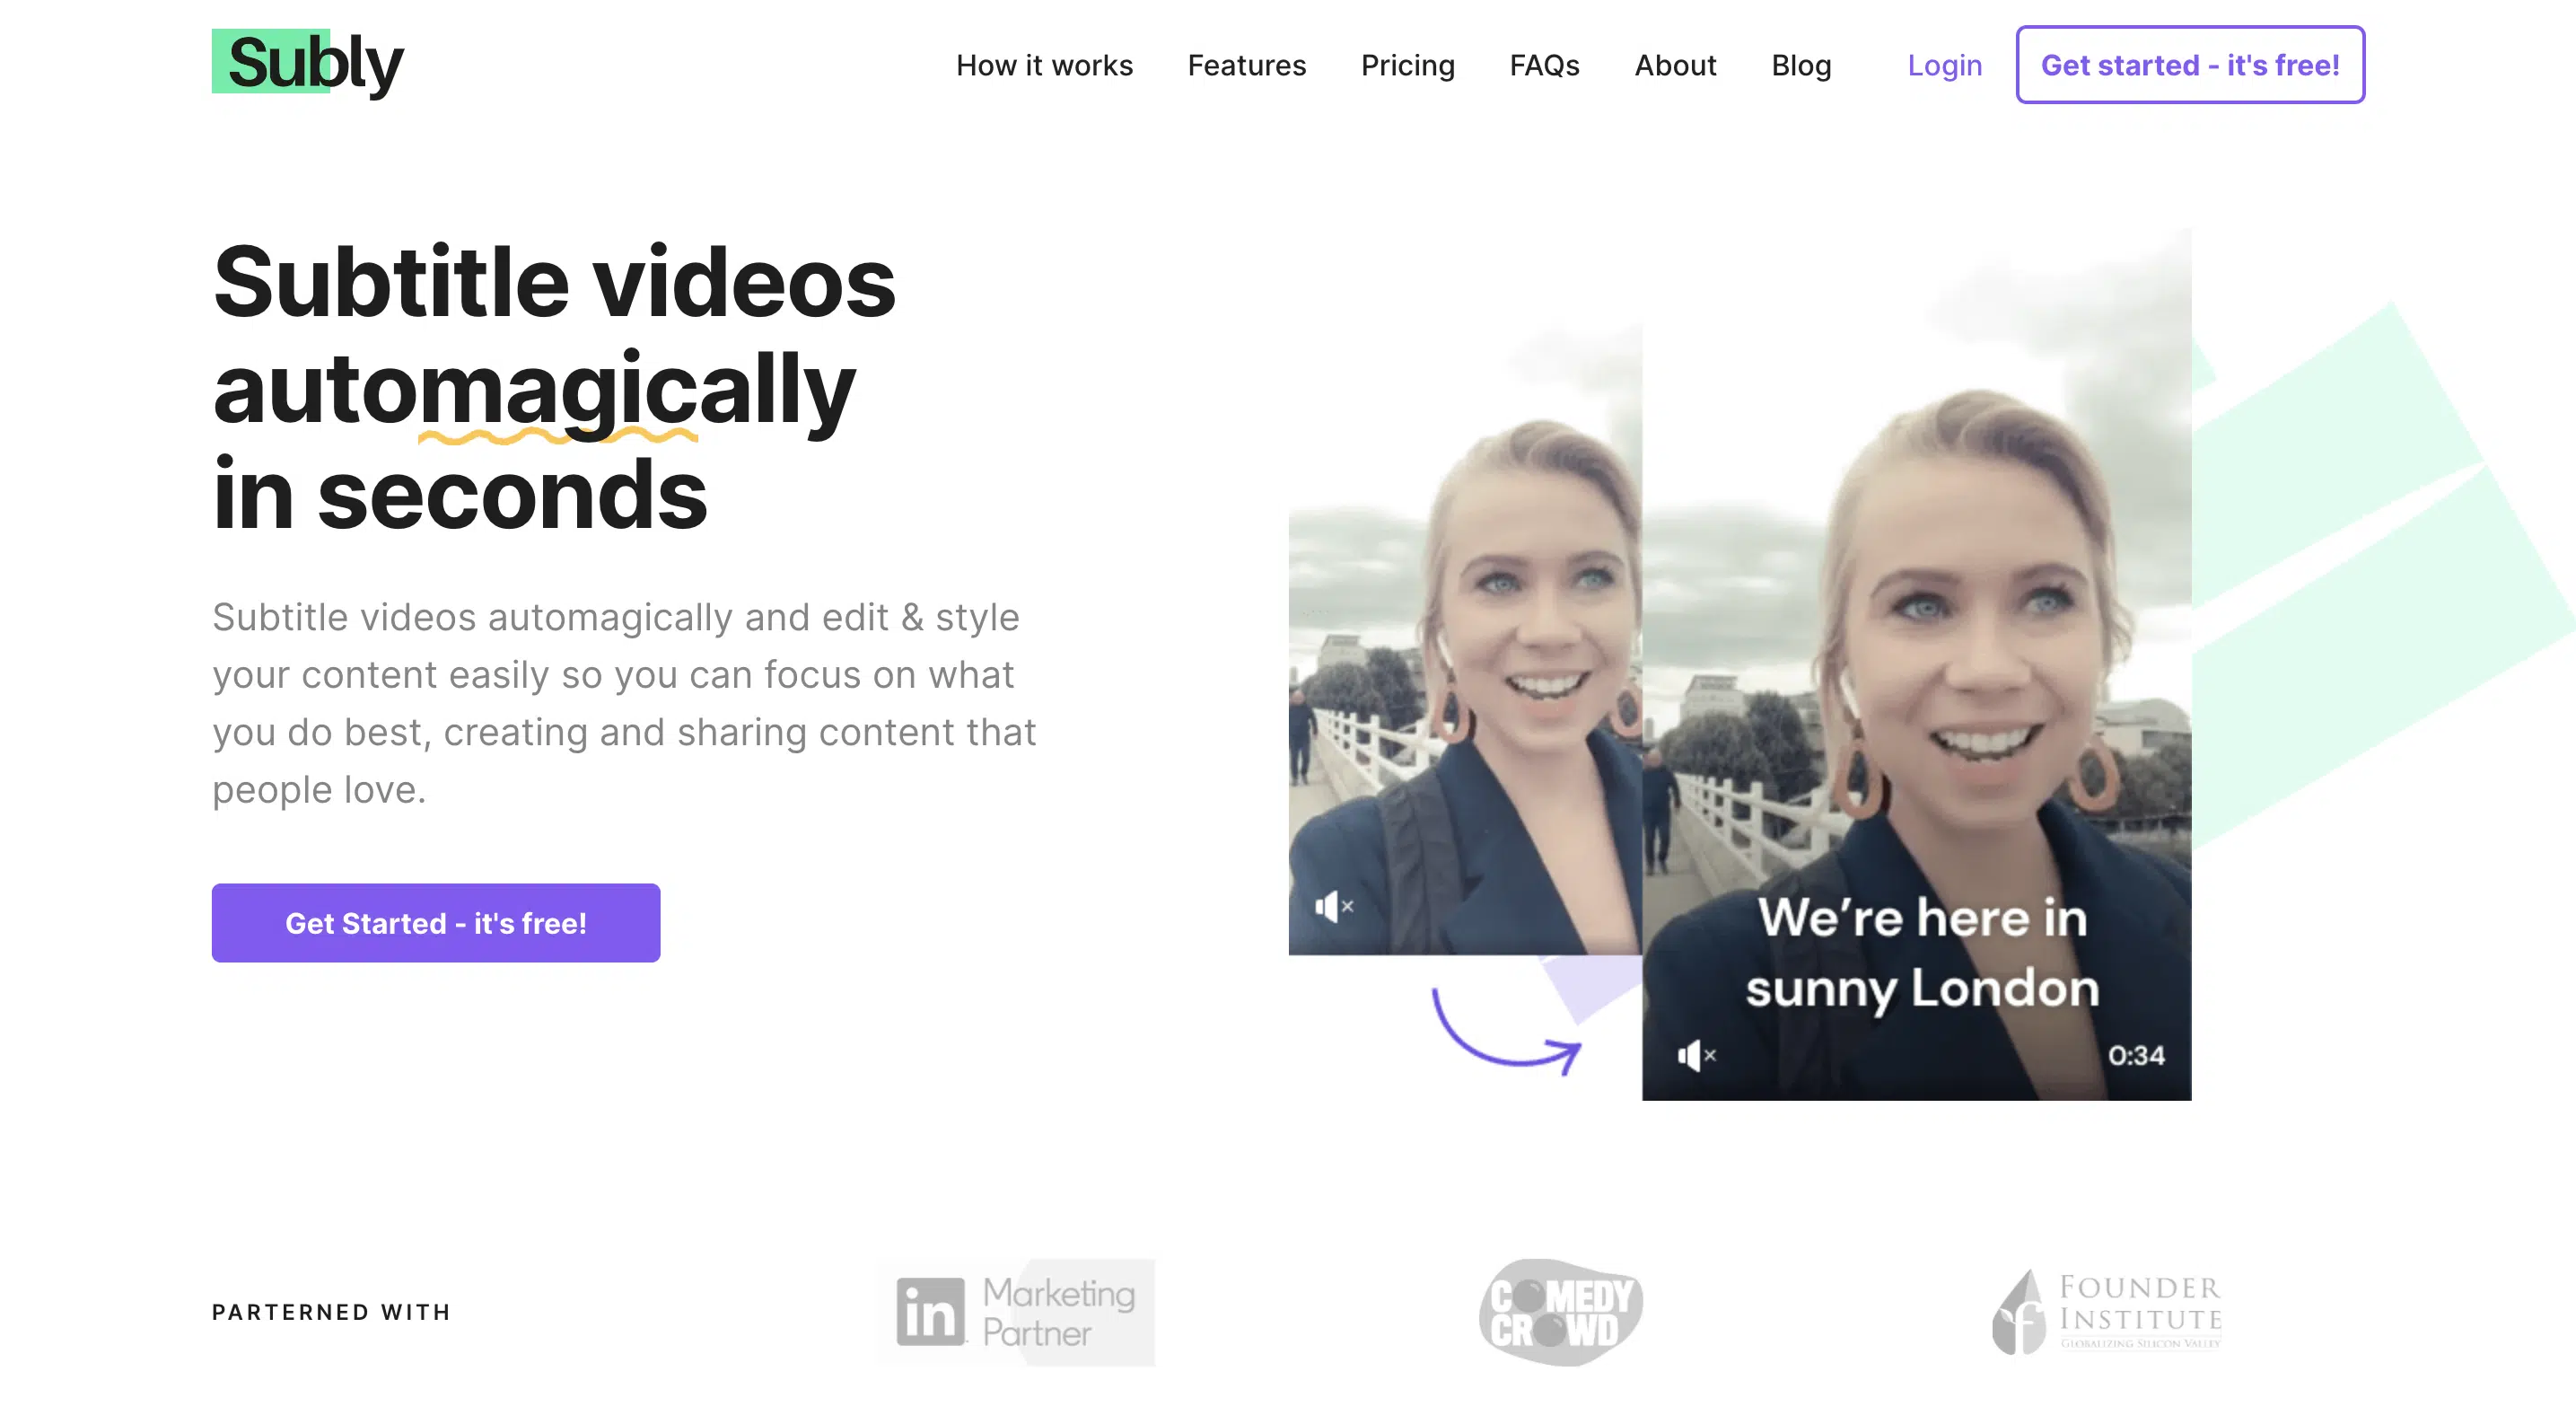 Subly
How it works Features Pricing FAQs About Blog Login Get started - it's free!
Subtitle videos
automagically
in seconds
Subtitle videos automagically and edit & style
your content easily so you can focus on what
you do best, creating and sharing content that
people love.
Get Started - it's free!
We're here in
sunny London
0:34
PARTERNED WITH
in Marketing
Partner
COMEDY
CROWD
f FOUNDER
INSTITUTE
GLOBALIZING SILICON VALLEY